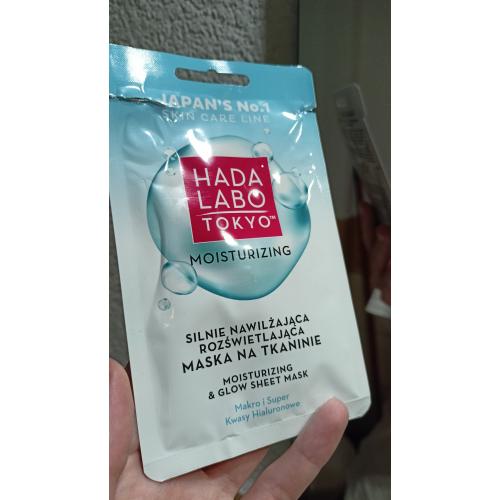 JAPAN'S No.1
SKIN CARE LINE
HADA
LABO
TOKYO™
MOISTURIZING
SILNIE NAWILŻAJĄCA
ROZŚWIETLAJĄCA
MASKA NA TKANINIE
MOISTURIZING
& GLOW SHEET MASK
Makro i Super
Kwasy Hialuronowe